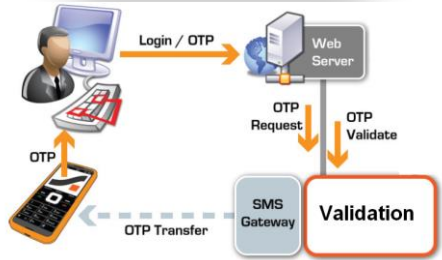 Login / OTP
Web
Server
OTP
Request
OTP
Validate
OTP
SMS
Gateway
Validation
OTP Transfer